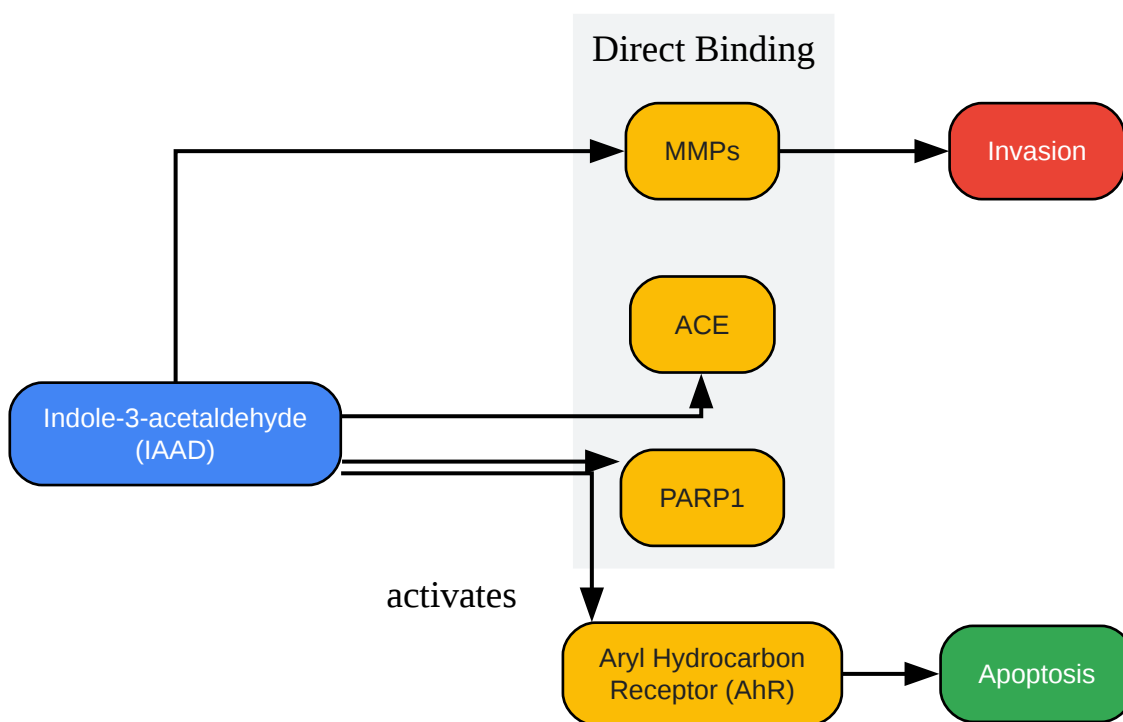 Direct Binding
MMPs
Invasion
ACE
Indole-3-acetaldehyde
(IAAD)
PARP1
activates
Aryl Hydrocarbon
Receptor (AhR)
Apoptosis